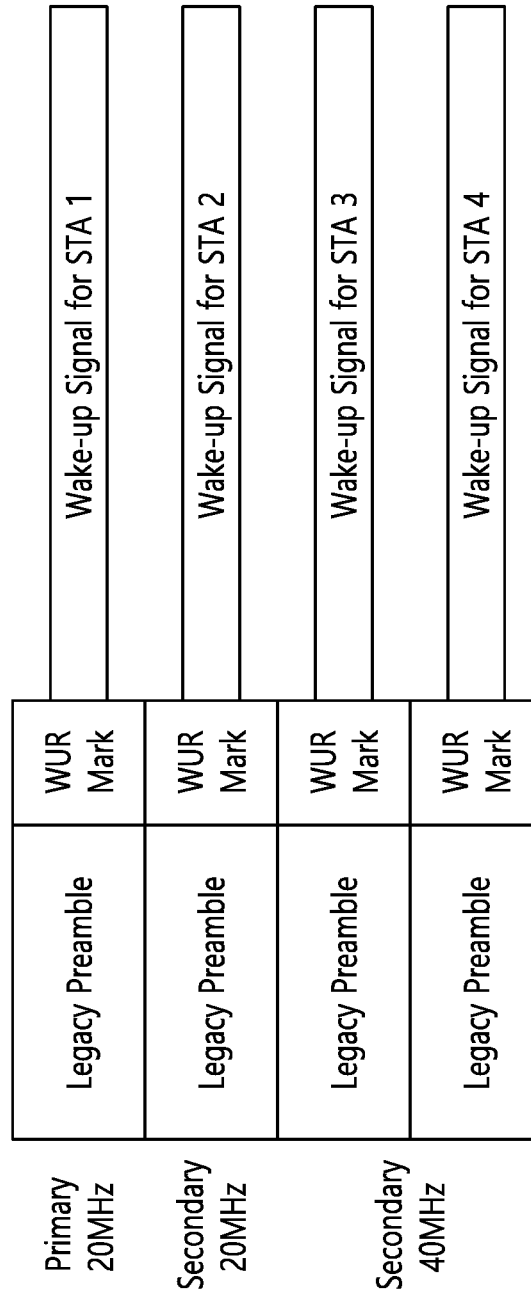 Primary
20MHz
Legacy Preamble
WUR
Mark
Wake-up Signal for STA 1
Secondary
20MHz
Legacy Preamble
WUR
Mark
Wake-up Signal for STA 2
Secondary
40MHz
Legacy Preamble
WUR
Mark
Wake-up Signal for STA 3
Legacy Preamble
WUR
Mark
Wake-up Signal for STA 4